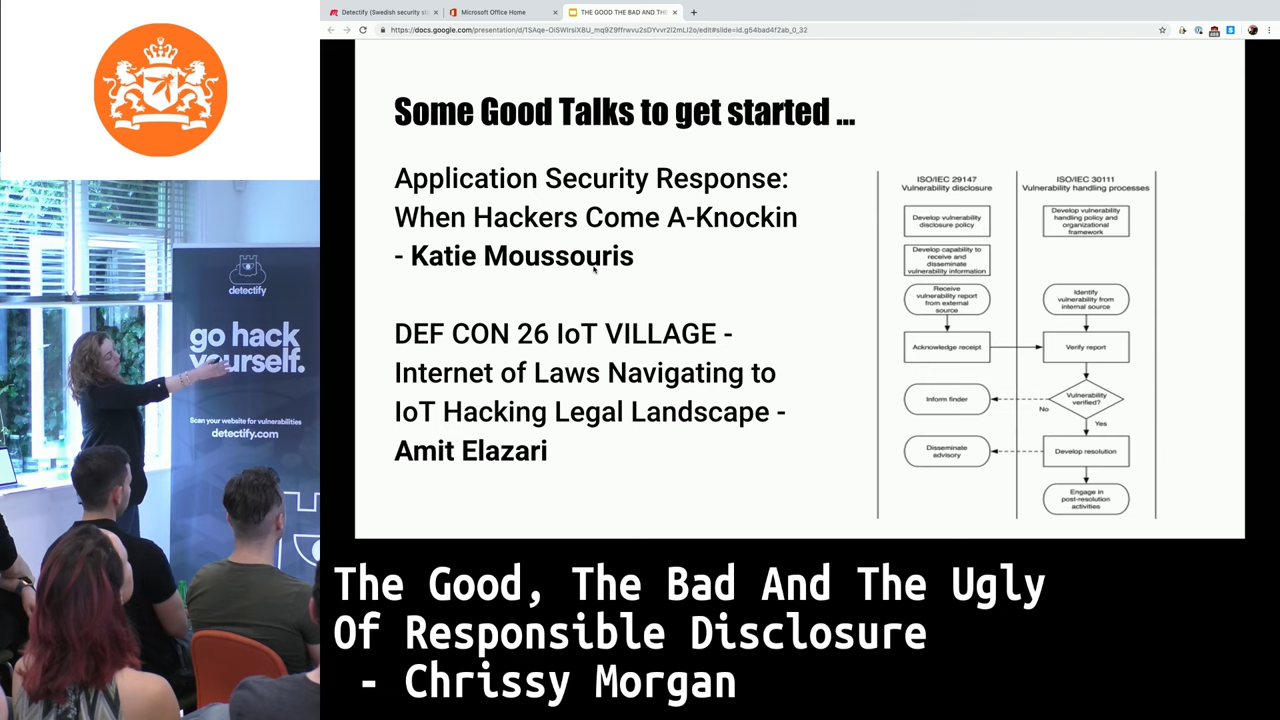 Detectify (Swedish security st
Microsoft Office Home
THE GOOD THE BAD AND THE
Some Good Talks to get started ...
Application Security Response:
When Hackers Come A-Knockin
- Katie Moussouris
DEF CON 26 IoT VILLAGE -
Internet of Laws Navigating to
IoT Hacking Legal Landscape -
Amit Elazari
ISO/IEC 29147
Vulnerability disclosure
Develop vulnerability
disclosure policy
Develop capability to
receive and
disseminate
vulnerability information
Receive
vulnerability report
from external
source
Acknowledge receipt
Inform finder
Disseminate
advisory
ISO/IEC 30111
Vulnerability handling processes
Develop vulnerability
handling policy and
organizational
framework
Identify
vulnerability from
internal source
Verify report
Vulnerability
verified?
No
Yes
Develop resolution
Engage in
post-resolution
activities
detectify
go hack
yourself.
Scan your website for vulnerabilities
detectify.com
The Good, The Bad And The Ugly
Of Responsible Disclosure
- Chrissy Morgan